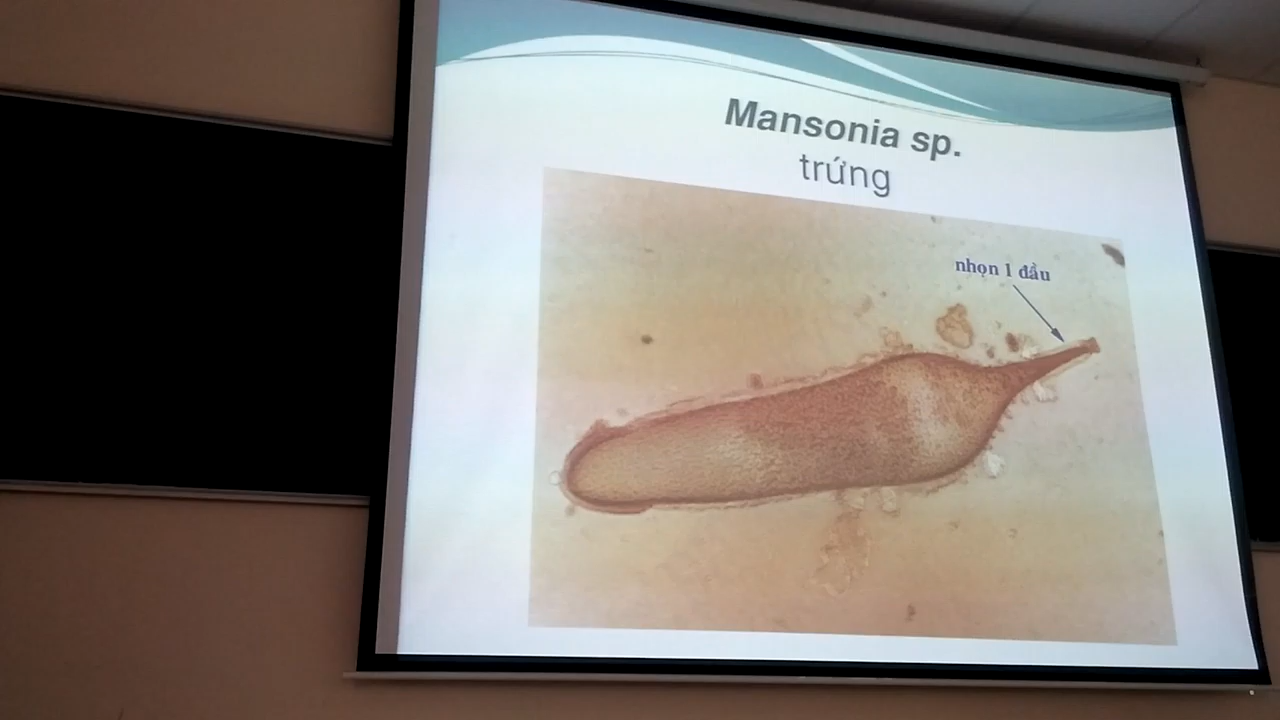 Mansonia sp.
trứng
nhọn 1 đầu